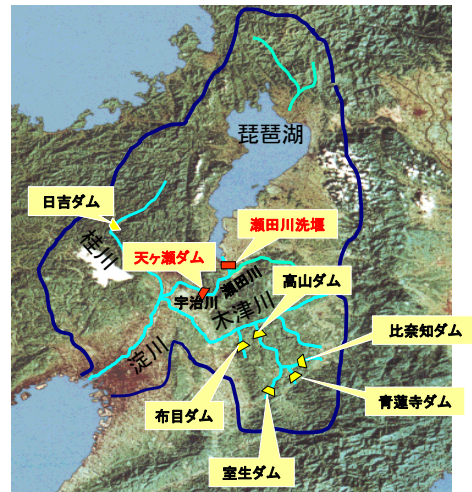 琵琶湖
日吉ダム
瀬田川洗堰
桂川
天ヶ瀬ダム
瀬田川
高山ダム
宇治川
木津川
比奈知ダム
淀川
青蓮寺ダム
布目ダム
室生ダム